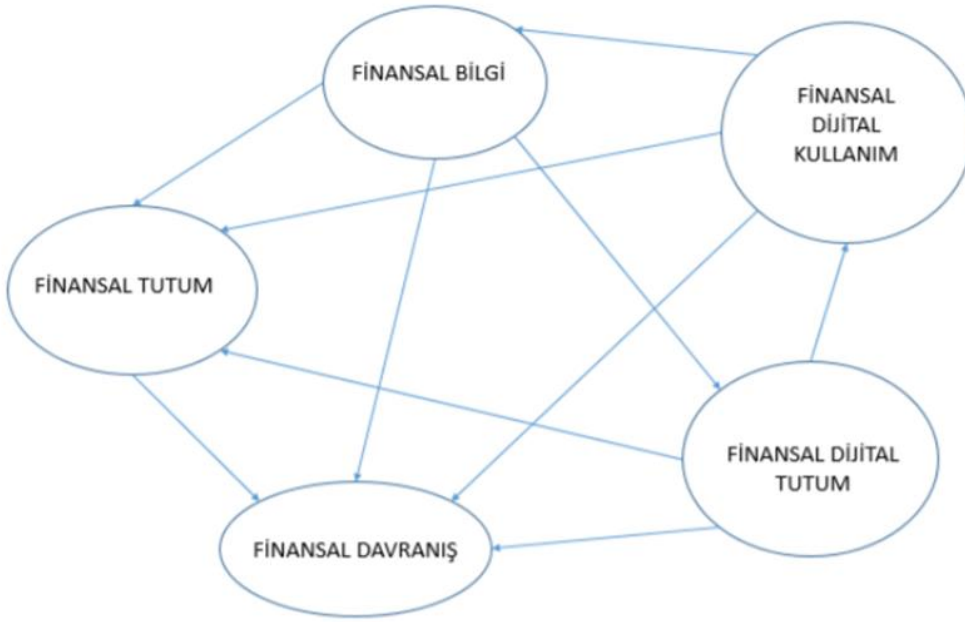 FİNANSAL BİLGİ
FİNANSAL
DİJİTAL
KULLANIM
FİNANSAL TUTUM
FİNANSAL DİJİTAL
TUTUM
FİNANSAL DAVRANIŞ